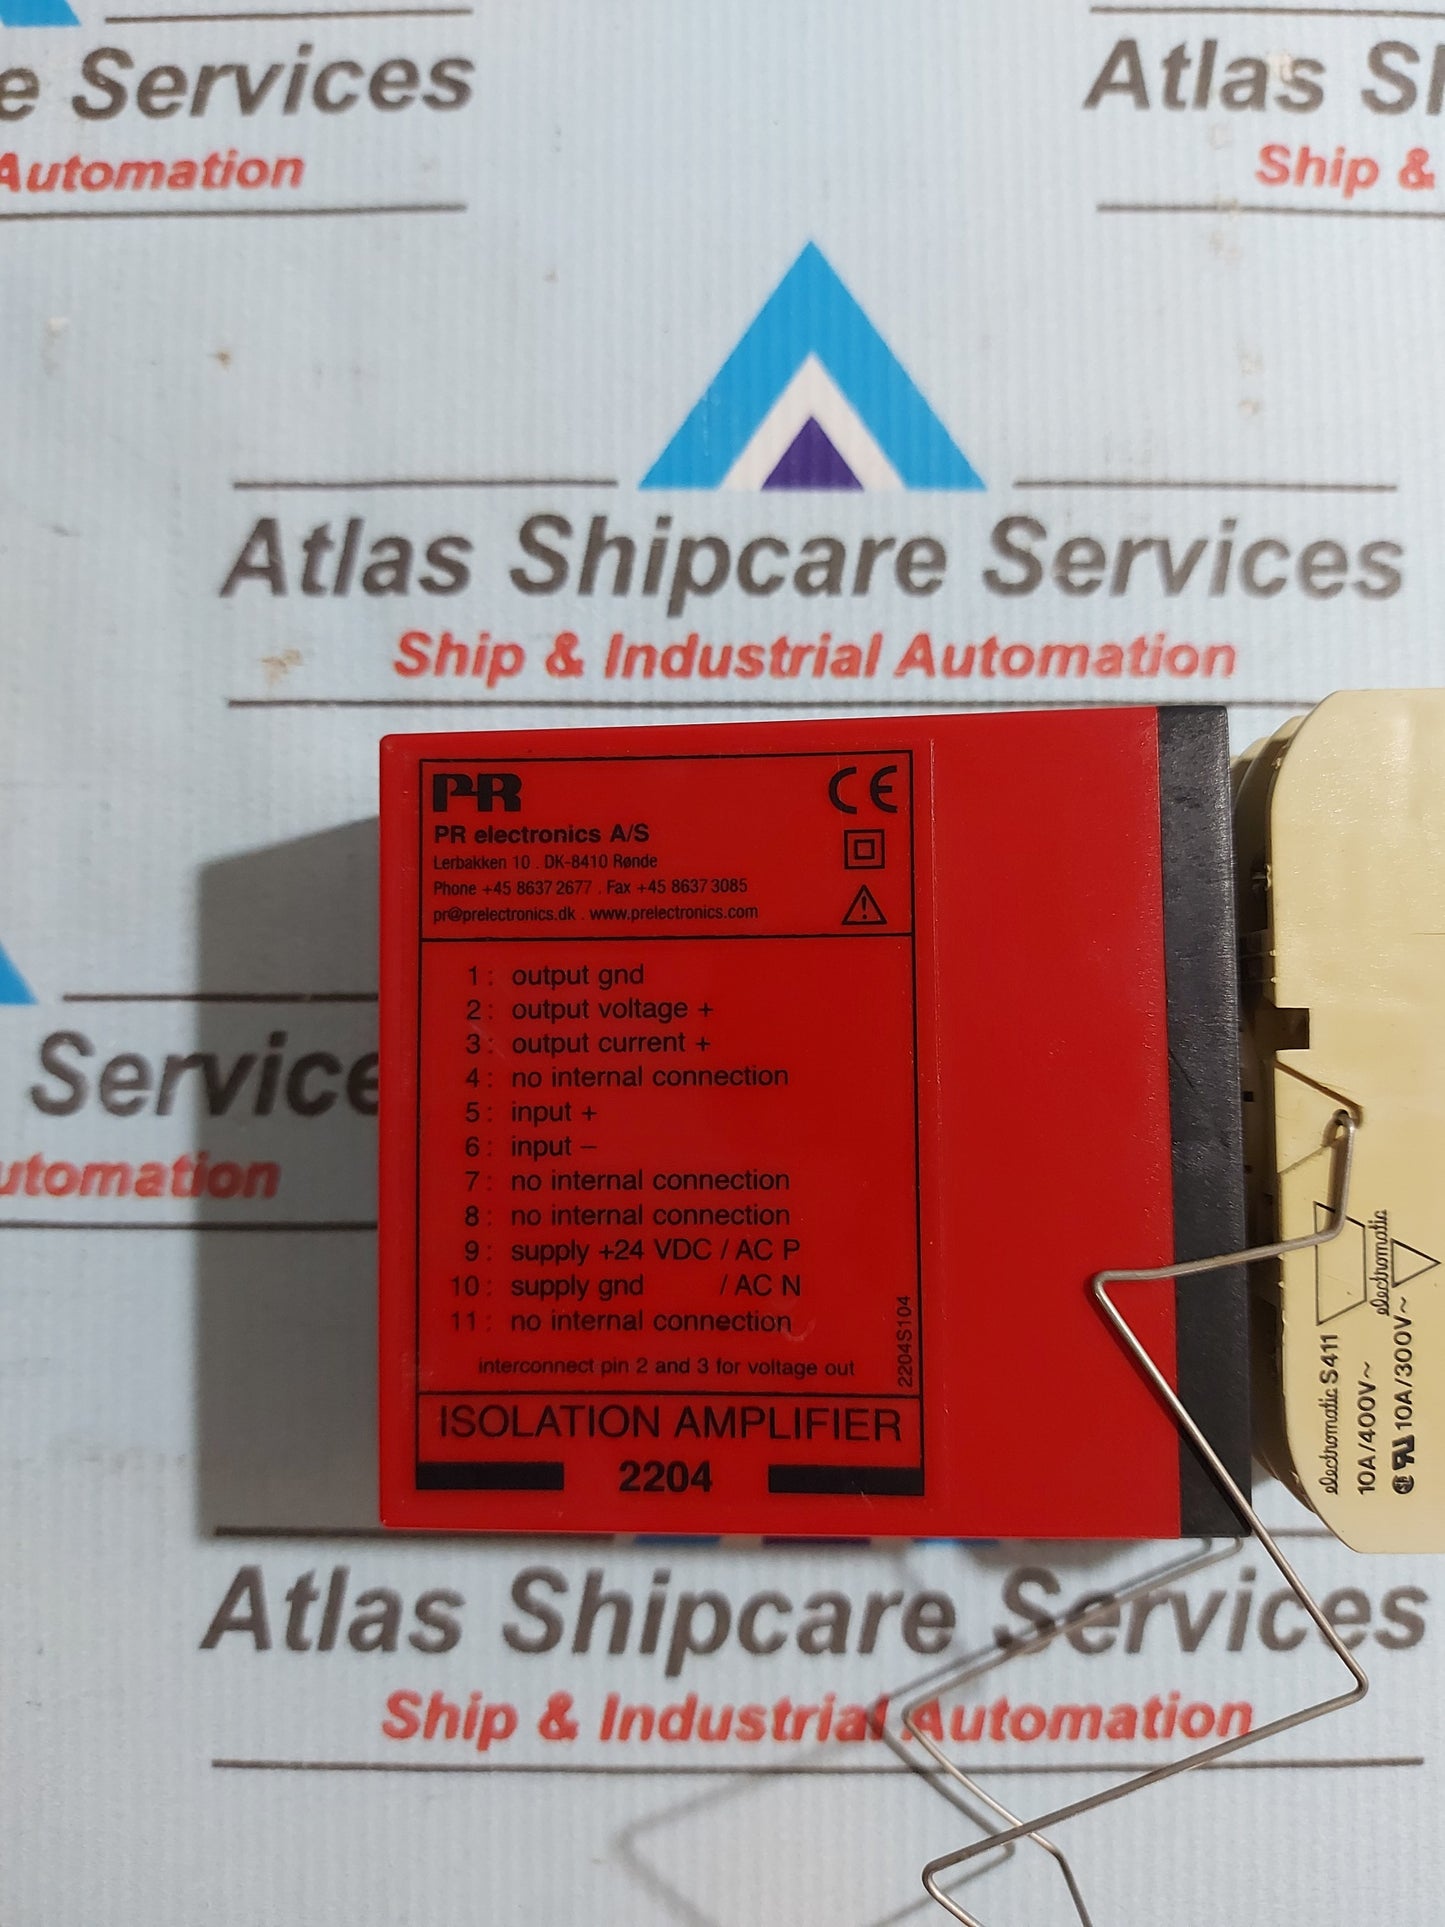 e Services
Automation
Atlas Sh
Ship &
Atlas Shipcare Services
Ship & Industrial Automation
Service
utomation
PR
PR electronics A/S
Lerbakken 10 . DK-8410 Rønde
Phone +45 8637 2677 . Fax +45 8637 3085
pr@prelectronics.dk . www.prelectronics.com
CE
1 : output gnd
2 : output voltage +
3 : output current +
4 : no internal connection
5 : input +
6 : input –
7 : no internal connection
8 : no internal connection
9 : supply +24 VDC / AC P
10 : supply gnd / AC N
11 : no internal connection
interconnect pin 2 and 3 for voltage out
2204S104
ISOLATION AMPLIFIER
2204
electromatic
electromatic S411
10A/400V~
10A/300V~
Atlas Shipcare Services
Ship & Industrial Automation